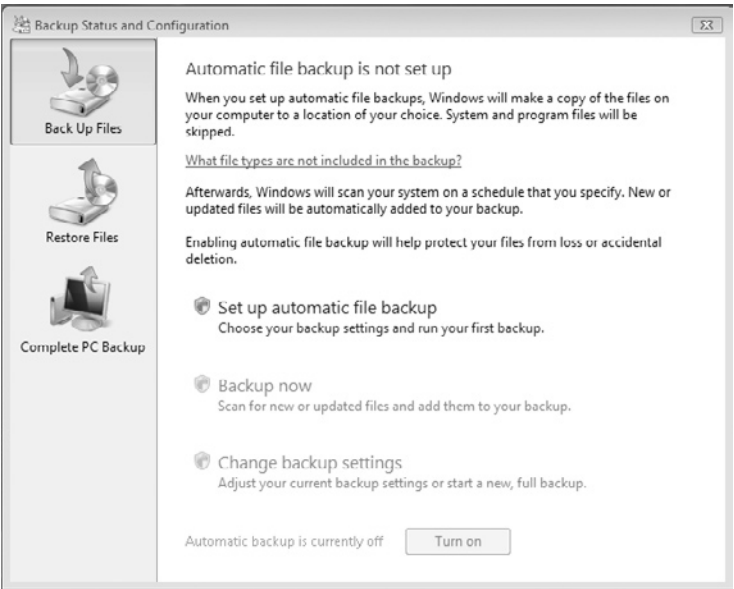 Backup Status and Configuration
Back Up Files
Restore Files
Complete PC Backup
Automatic file backup is not set up
When you set up automatic file backups, Windows will make a copy of the files on
your computer to a location of your choice. System and program files will be
skipped.
What file types are not included in the backup?
Afterwards, Windows will scan your system on a schedule that you specify. New or
updated files will be automatically added to your backup.
Enabling automatic file backup will help protect your files from loss or accidental
deletion.
Set up automatic file backup
Choose your backup settings and run your first backup.
Backup now
Scan for new or updated files and add them to your backup.
Change backup settings
Adjust your current backup settings or start a new, full backup.
Automatic backup is currently off
Turn on